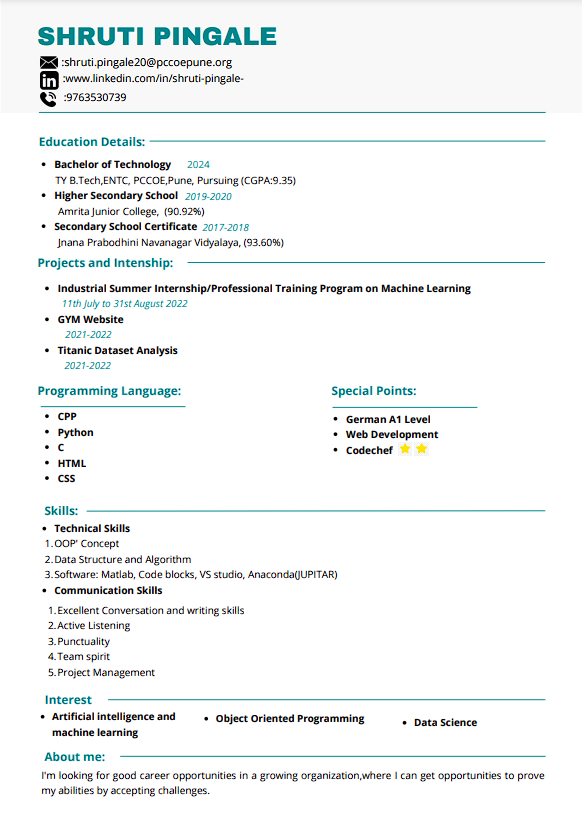 SHRUTI PINGALE
:shruti.pingale20@pccoepune.org
in :www.linkedin.com/in/shruti-pingale-
:9763530739
Education Details:
• Bachelor of Technology 2024
TY B.Tech,ENTC, PCCOE,Pune, Pursuing (CGPA:9.35)
• Higher Secondary School 2019-2020
Amrita Junior College, (90.92%)
• Secondary School Certificate 2017-2018
Jnana Prabodhini Navanagar Vidyalaya, (93.60%)
Projects and Intenship:
• Industrial Summer Internship/Professional Training Program on Machine Learning
11th July to 31st August 2022
• GYM Website
2021-2022
• Titanic Dataset Analysis
2021-2022
Programming Language:
• CPP
• Python
• C
• HTML
• CSS
Special Points:
• German A1 Level
• Web Development
• Codechef ⭐⭐
Skills:
• Technical Skills
1. OOP' Concept
2. Data Structure and Algorithm
3. Software: Matlab, Code blocks, VS studio, Anaconda(JUPITAR)
• Communication Skills
1. Excellent Conversation and writing skills
2. Active Listening
3. Punctuality
4. Team spirit
5. Project Management
Interest
• Artificial intelligence and
machine learning
• Object Oriented Programming
• Data Science
About me:
I'm looking for good career opportunities in a growing organization,where I can get opportunities to prove
my abilities by accepting challenges.